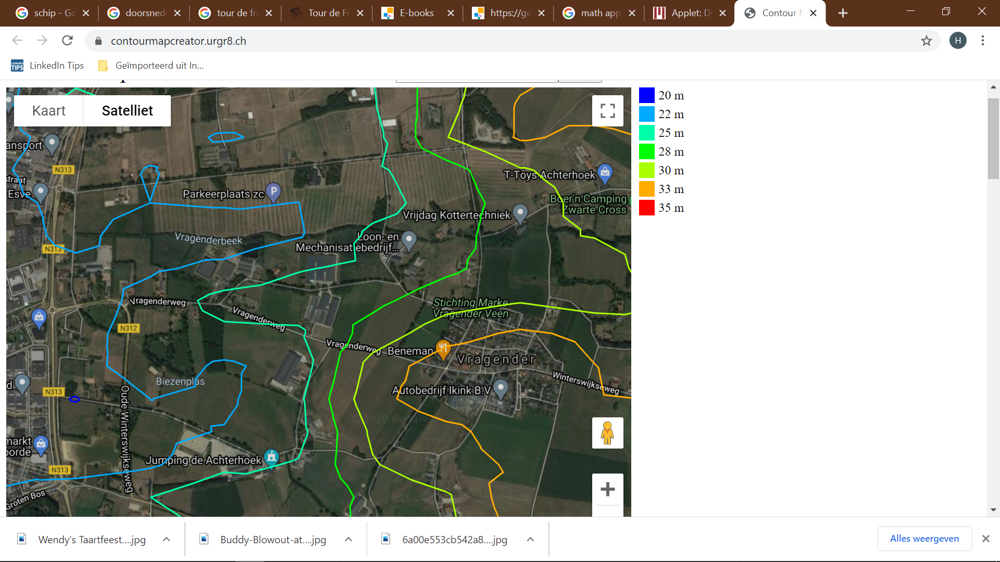 schip - Go
doorsned
tour de fra
Tour de Fr
E-books
https://ge
math app
Applet: Di
Contour M
contourmapcreator.urgr8.ch
H
LinkedIn Tips
Geïmporteerd uit In...
Kaart
Satelliet
20 m
22 m
25 m
28 m
30 m
33 m
35 m
ansport
N313
straat
Esve
Parkeerplaats zc
P
T-Toys Achterhoek
Boer'n Camping
Zwarte Cross
Vrijdag Kottertechniek
Vragenderbeek
Loon- en
Mechanisatiebedrijf...
N313
Vragenderweg
Vragenderweg
Stichting Marke
Vragender Veen
N312
Vragenderweg
Beneman
Vragender
Winterswijkseweg
Biezenplas
d
N313
Autobedrijf Ikink B.V
Oude Winterswijkseweg
markt
oorde
Jumping de Achterhoek
N313
Groten Bos
Wendy's Taartfeest....jpg
Buddy-Blowout-at....jpg
6a00e553cb542a8....jpg
Alles weergeven